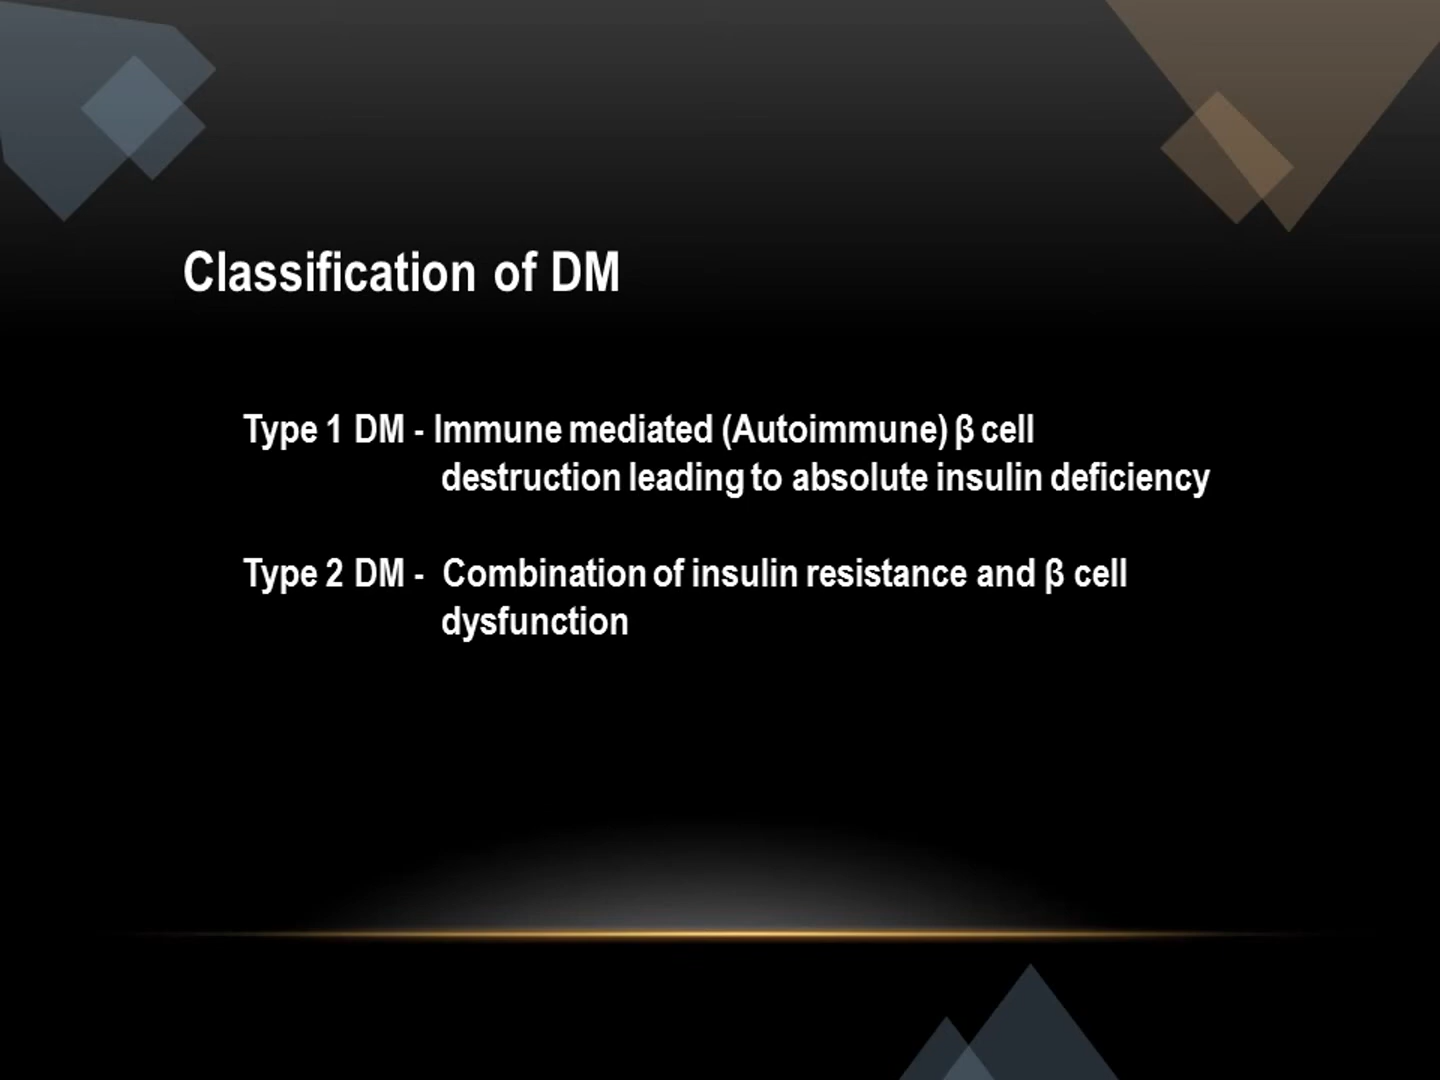 Classification of DM
Type 1 DM - Immune mediated (Autoimmune) β cell
destruction leading to absolute insulin deficiency
Type 2 DM - Combination of insulin resistance and β cell
dysfunction